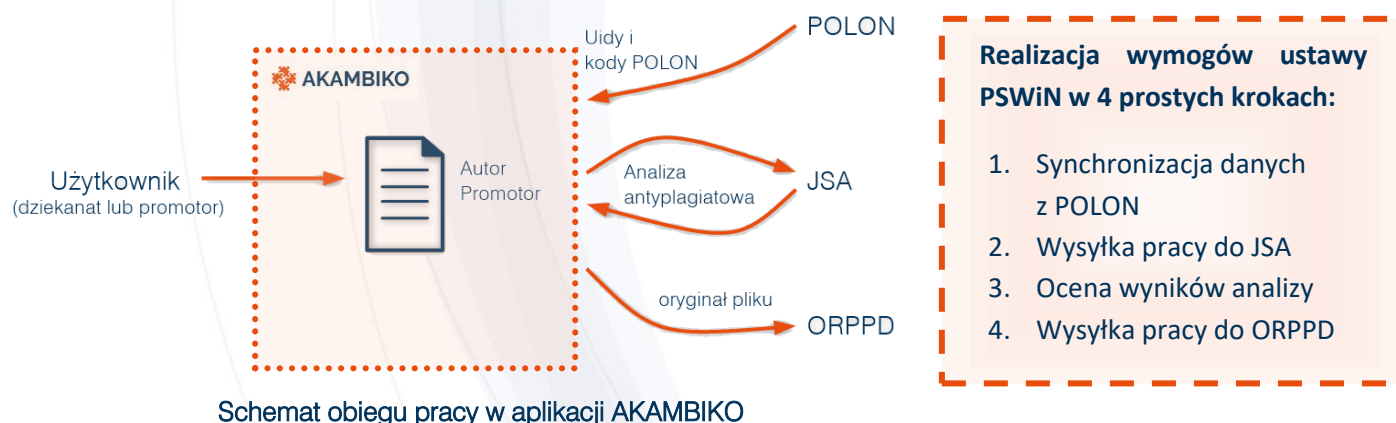 POLON
Uidy i
kody POLON
AKAMBIKO
Autor
Promotor
Użytkownik
(dziekanat lub promotor)
Analiza
antyplagiatowa
JSA
oryginał pliku
ORPPD
Schemat obiegu pracy w aplikacji AKAMBIKO
Realizacja wymogów ustawy
PSWiN w 4 prostych krokach:
1. Synchronizacja danych
z POLON
2. Wysyłka pracy do JSA
3. Ocena wyników analizy
4. Wysyłka pracy do ORPPD